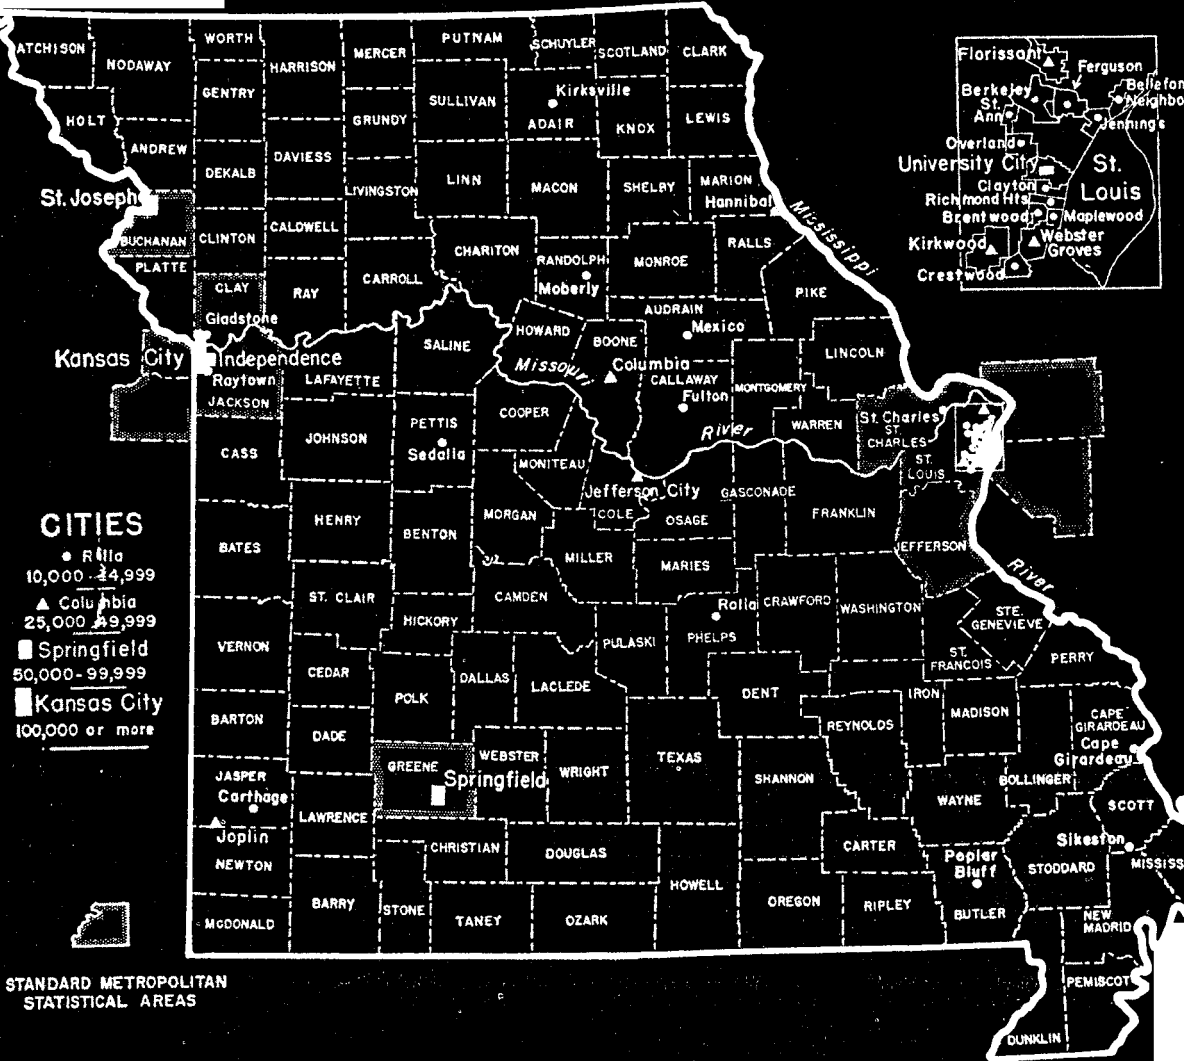 ATCHISON
NODAWAY
WORTH
HARRISON
MERCER
PUTNAM
SCHUYLER
SCOTLAND
CLARK
HOLT
ANDREW
GENTRY
DEKALB
DAVIESS
GRUNDY
SULLIVAN
Kirksville
ADAIR
KNOX
LEWIS
LIVINGSTON
LINN
MACON
SHELBY
MARION
Hannibal
St. Joseph
BUCHANAN
CLINTON
CALDWELL
CHARITON
RANDOLPH
Moberly
MONROE
RALLS
Mississippi
PLATTE
CLAY
Gladstone
RAY
CARROLL
HOWARD
BOONE
Columbia
AUDRAIN
Mexico
PIKE
Kansas City
Independence
Raytown
JACKSON
LAFAYETTE
SALINE
Missouri
CALLAWAY
Fulton
MONTGOMERY
LINCOLN
WARREN
St. Charles
ST.
CHARLES
ST.
LOUIS
CASS
JOHNSON
PETTIS
Sedalia
COOPER
MONITEAU
River
Jefferson City
COLE
OSAGE
GASCONADE
FRANKLIN
JEFFERSON
BATES
HENRY
BENTON
MORGAN
MILLER
MARIES
River
ST. CLAIR
HICKORY
CAMDEN
PULASKI
Rolla
PHELPS
CRAWFORD
WASHINGTON
STE.
GENEVIEVE
ST.
FRANCOIS
PERRY
VERNON
CEDAR
POLK
DALLAS
LACLEDE
DENT
IRON
REYNOLDS
MADISON
CAPE
GIRARDEAU
Cape
Girardeau
BARTON
DADE
GREENE
Springfield
WEBSTER
WRIGHT
TEXAS
SHANNON
WAYNE
BOLLINGER
SCOTT
JASPER
Carthage
Joplin
NEWTON
LAWRENCE
CHRISTIAN
DOUGLAS
HOWELL
CARTER
Poplar
Bluff
BUTLER
STODDARD
Sikeston
MISSISS
MCDONALD
BARRY
STONE
TANEY
OZARK
OREGON
RIPLEY
NEW
MADRID
PEMISCOT
DUNKLIN
Florissant
Ferguson
Berkeley
Bellefon
Neighbo
St.
Ann
Jennings
Overland
University City
St.
Louis
Clayton
Richmond Hts
Brentwood
Maplewood
Kirkwood
Webster
Groves
Crestwood
CITIES
Rolla
10,000-24,999
Columbia
25,000-49,999
Springfield
50,000-99,999
Kansas City
100,000 or more
STANDARD METROPOLITAN
STATISTICAL AREAS